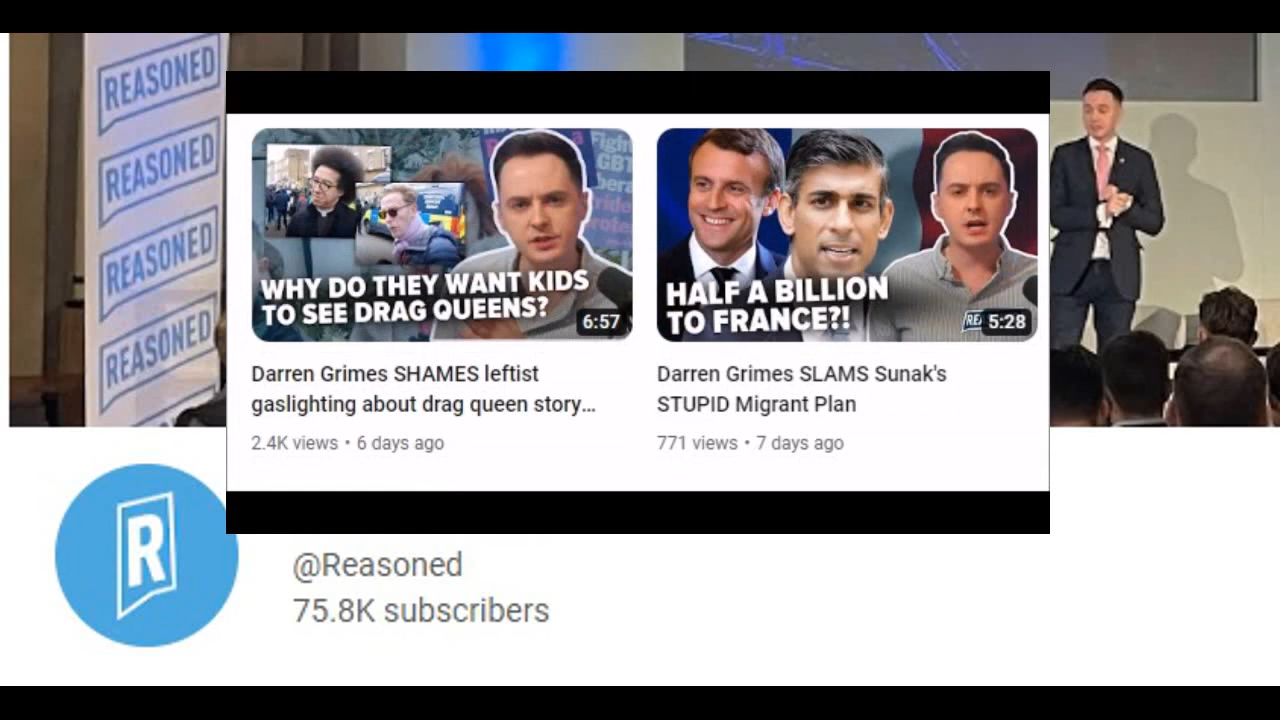 REASONED
REASONED
REASONED
REASONED
WHY DO THEY WANT KIDS
TO SEE DRAG QUEENS?
6:57
HALF A BILLION
TO FRANCE?!
5:28
Darren Grimes SHAMES leftist
gaslighting about drag queen story...
2.4K views • 6 days ago
Darren Grimes SLAMS Sunak's
STUPID Migrant Plan
771 views • 7 days ago
R
@Reasoned
75.8K subscribers